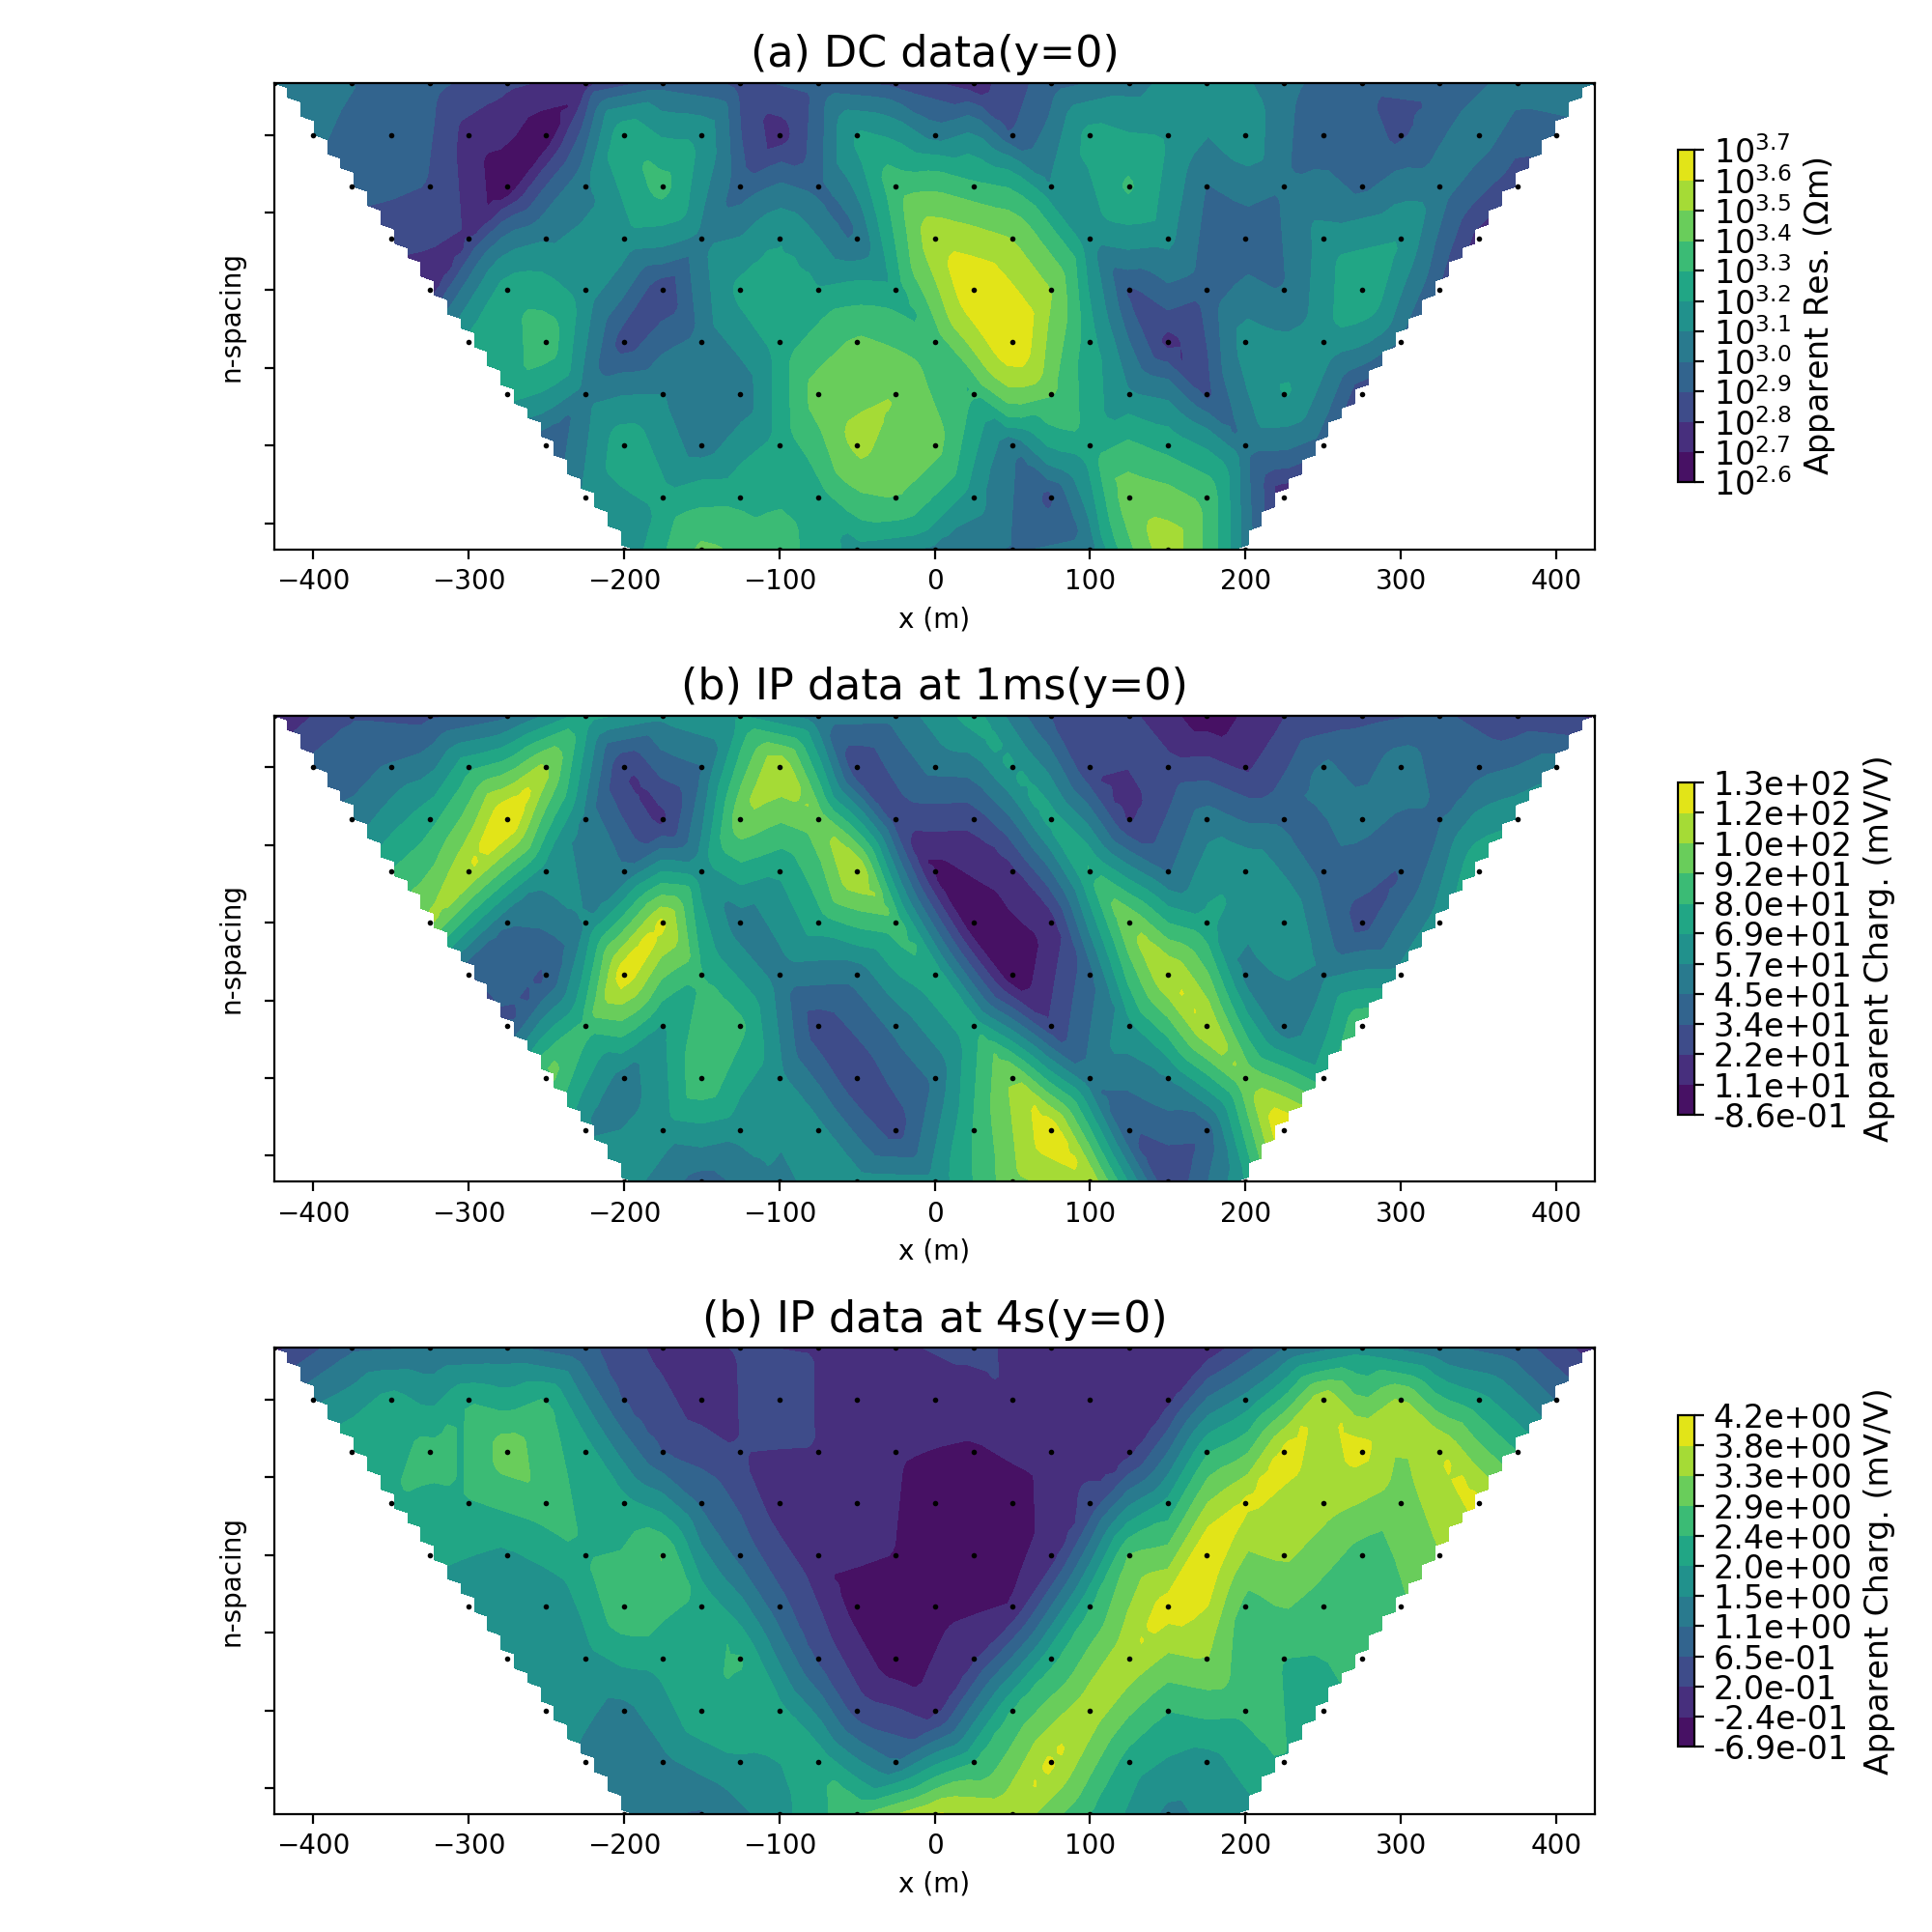 (a) DC data(y=0)
n-spacing
−400 −300 −200 −100 0 100 200 300 400
x (m)
10^3.7
10^3.6
10^3.5
10^3.4
10^3.3
10^3.2
10^3.1
10^3.0
10^2.9
10^2.8
10^2.7
10^2.6
Apparent Res. (Ωm)
(b) IP data at 1ms(y=0)
n-spacing
−400 −300 −200 −100 0 100 200 300 400
x (m)
1.3e+02
1.2e+02
1.0e+02
9.2e+01
8.0e+01
6.9e+01
5.7e+01
4.5e+01
3.4e+01
2.2e+01
1.1e+01
-8.6e-01
Apparent Charg. (mV/V)
(b) IP data at 4s(y=0)
n-spacing
−400 −300 −200 −100 0 100 200 300 400
x (m)
4.2e+00
3.8e+00
3.3e+00
2.9e+00
2.4e+00
2.0e+00
1.5e+00
1.1e+00
6.5e-01
2.0e-01
-2.4e-01
-6.9e-01
Apparent Charg. (mV/V)